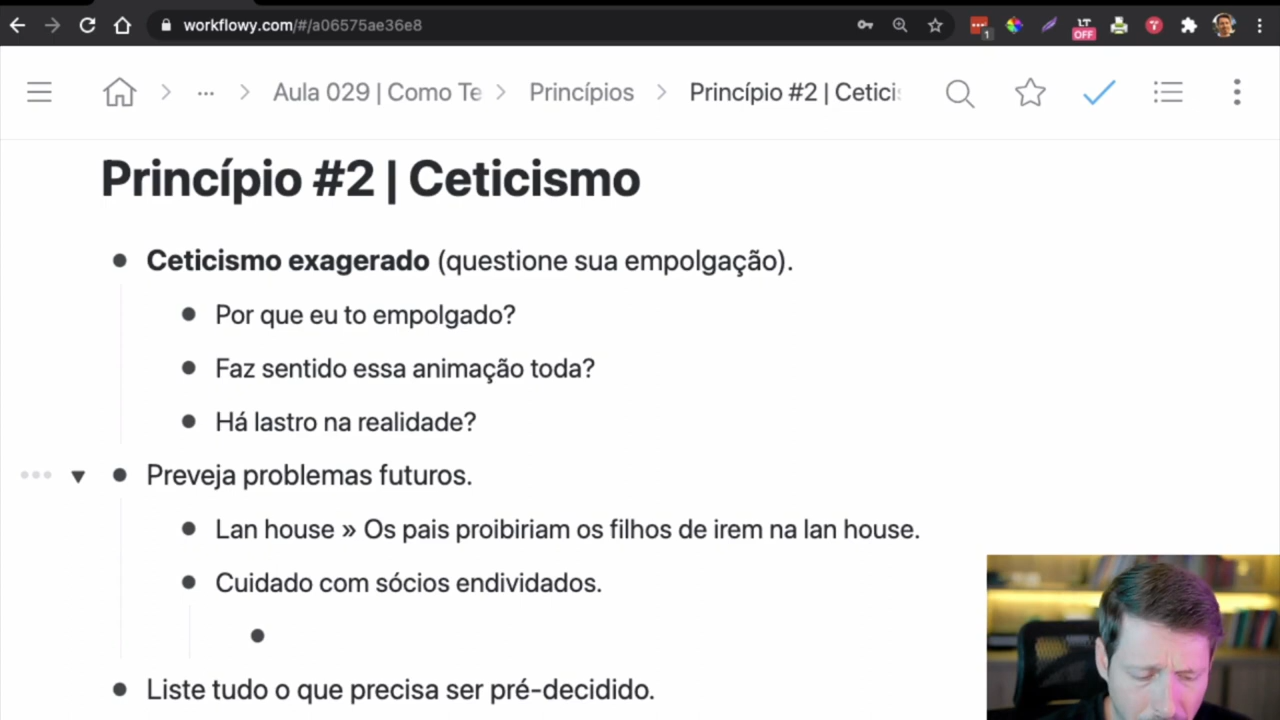 workflowy.com/#/a06575ae36e8
1
LT
OFF
... Aula 029 | Como Te Princípios Princípio #2 | Cetici
Princípio #2 | Ceticismo
Ceticismo exagerado (questione sua empolgação).
Por que eu to empolgado?
Faz sentido essa animação toda?
Há lastro na realidade?
Preveja problemas futuros.
Lan house » Os pais proibiriam os filhos de irem na lan house.
Cuidado com sócios endividados.
Liste tudo o que precisa ser pré-decidido.